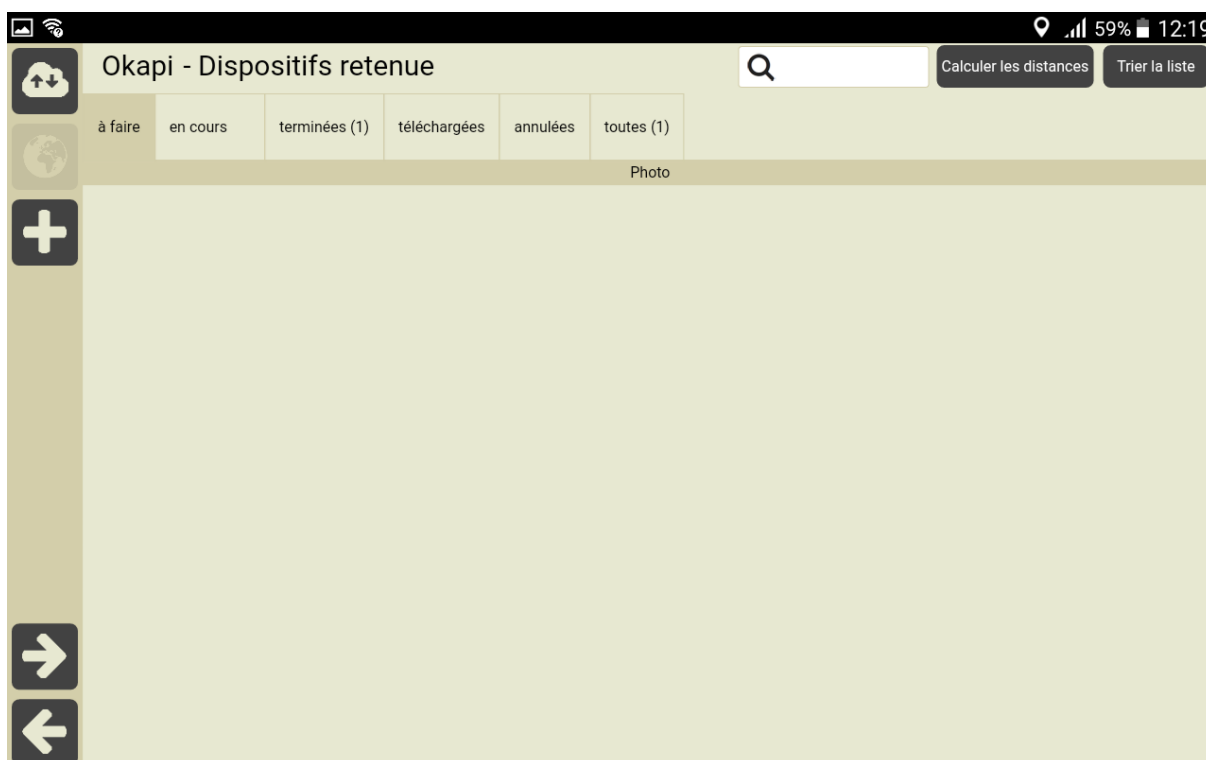 59% 12:19
Okapi - Dispositifs retenue
Calculer les distances
Trier la liste
à faire en cours terminées (1) téléchargées annulées toutes (1)
Photo